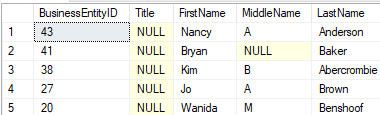 BusinessEntityID Title FirstName MiddleName LastName
1 43 NULL Nancy A Anderson
2 41 NULL Bryan NULL Baker
3 38 NULL Kim B Abercrombie
4 27 NULL Jo A Brown
5 20 NULL Wanida M Benshoof